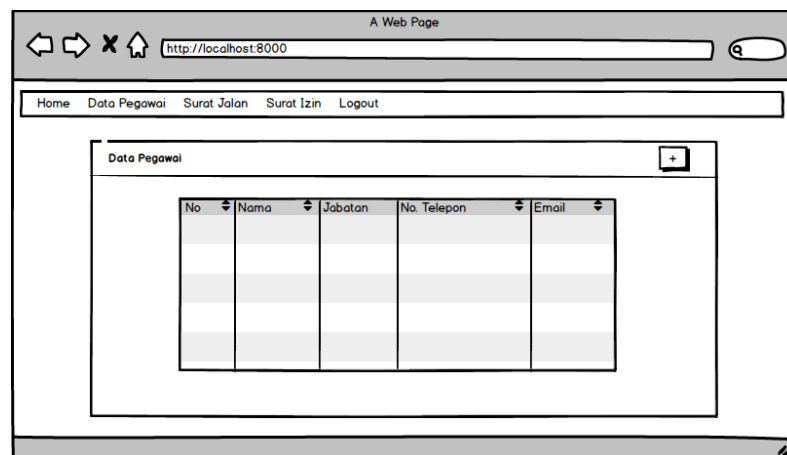 A Web Page
http://localhost:8000
Home Data Pegawai Surat Jalan Surat Izin Logout
Data Pegawai +
No Nama Jabatan No. Telepon Email